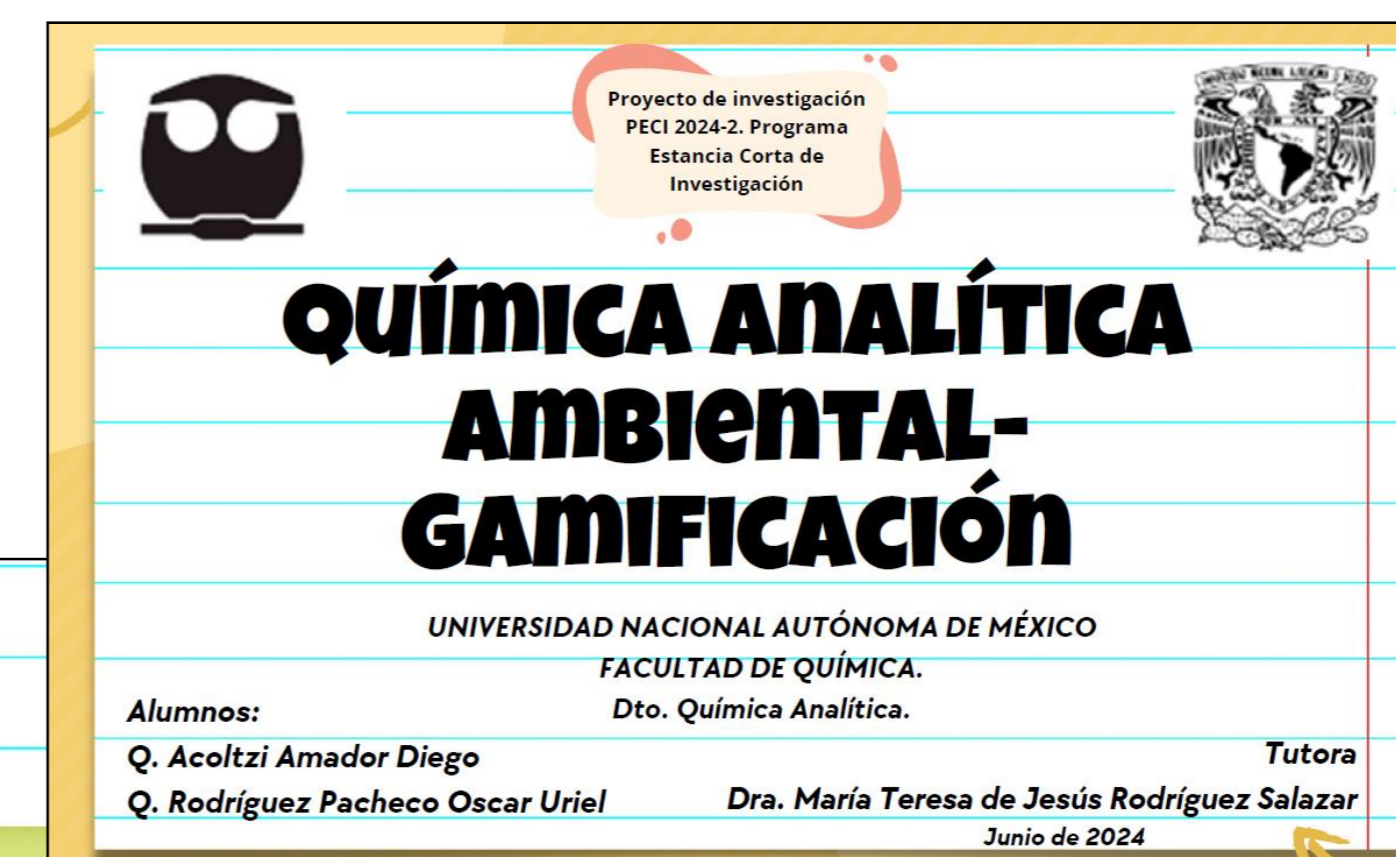 Proyecto de investigación
PECI 2024-2. Programa
Estancia Corta de
Investigación
POR MI
QUÍMICA ANALÍTICA
AMBIENTAL-
GAMIFICACIÓN
UNIVERSIDAD NACIONAL AUTÓNOMA DE MÉXICO
FACULTAD DE QUÍMICA.
Dto. Química Analítica.
Alumnos:
Q. Acoltzi Amador Diego
Q. Rodríguez Pacheco Oscar Uriel
Tutora
Dra. María Teresa de Jesús Rodríguez Salazar
Junio de 2024